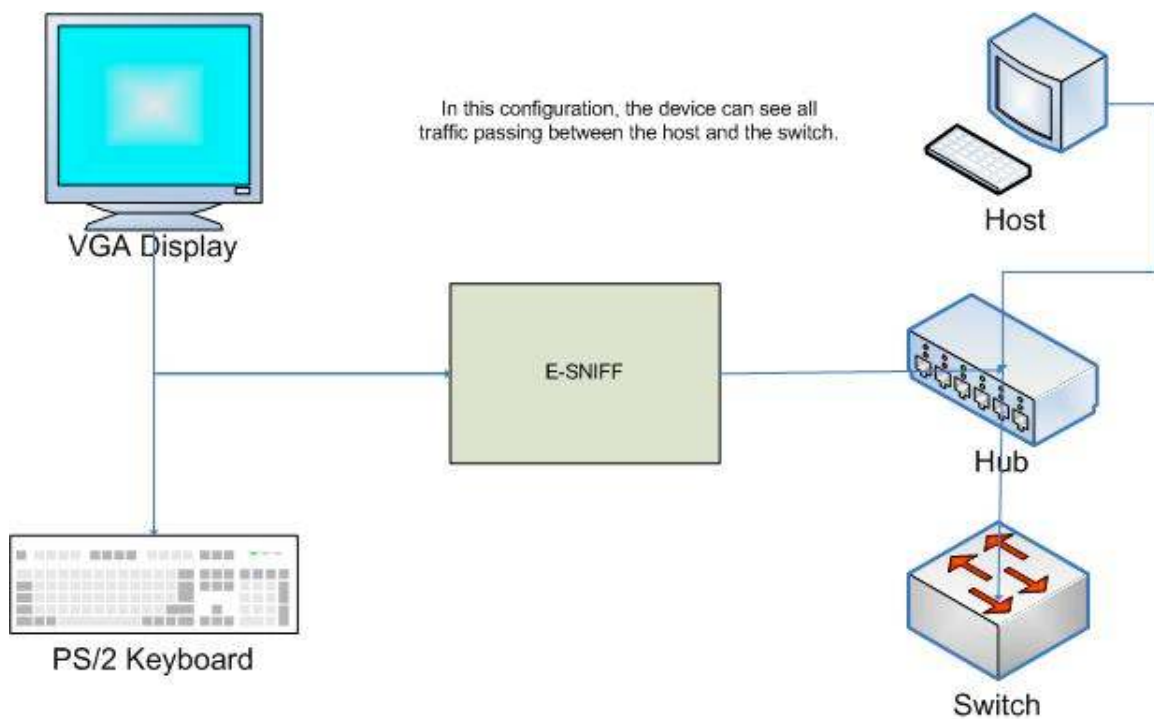 In this configuration, the device can see all
traffic passing between the host and the switch.
VGA Display
Host
E-SNIFF
Hub
PS/2 Keyboard
Switch